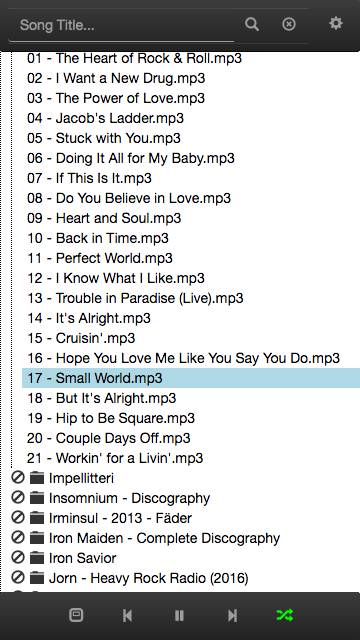 Song Title...
01 - The Heart of Rock & Roll.mp3
02 - I Want a New Drug.mp3
03 - The Power of Love.mp3
04 - Jacob's Ladder.mp3
05 - Stuck with You.mp3
06 - Doing It All for My Baby.mp3
07 - If This Is It.mp3
08 - Do You Believe in Love.mp3
09 - Heart and Soul.mp3
10 - Back in Time.mp3
11 - Perfect World.mp3
12 - I Know What I Like.mp3
13 - Trouble in Paradise (Live).mp3
14 - It's Alright.mp3
15 - Cruisin'.mp3
16 - Hope You Love Me Like You Say You Do.mp3
17 - Small World.mp3
18 - But It's Alright.mp3
19 - Hip to Be Square.mp3
20 - Couple Days Off.mp3
21 - Workin' for a Livin'.mp3
Impellitteri
Insomnium - Discography
Irminsul - 2013 - Fäder
Iron Maiden - Complete Discography
Iron Savior
Jorn - Heavy Rock Radio (2016)